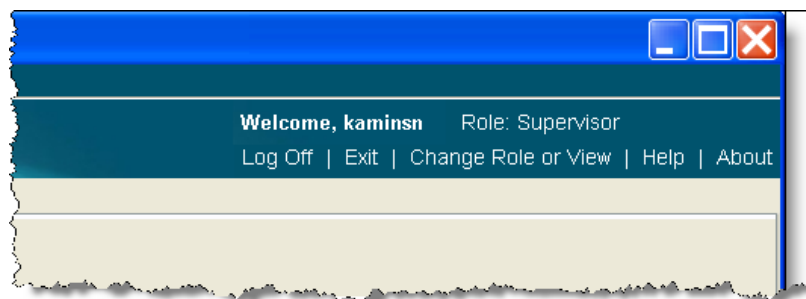 Welcome, kaminsn Role: Supervisor
Log Off | Exit | Change Role or View | Help | About